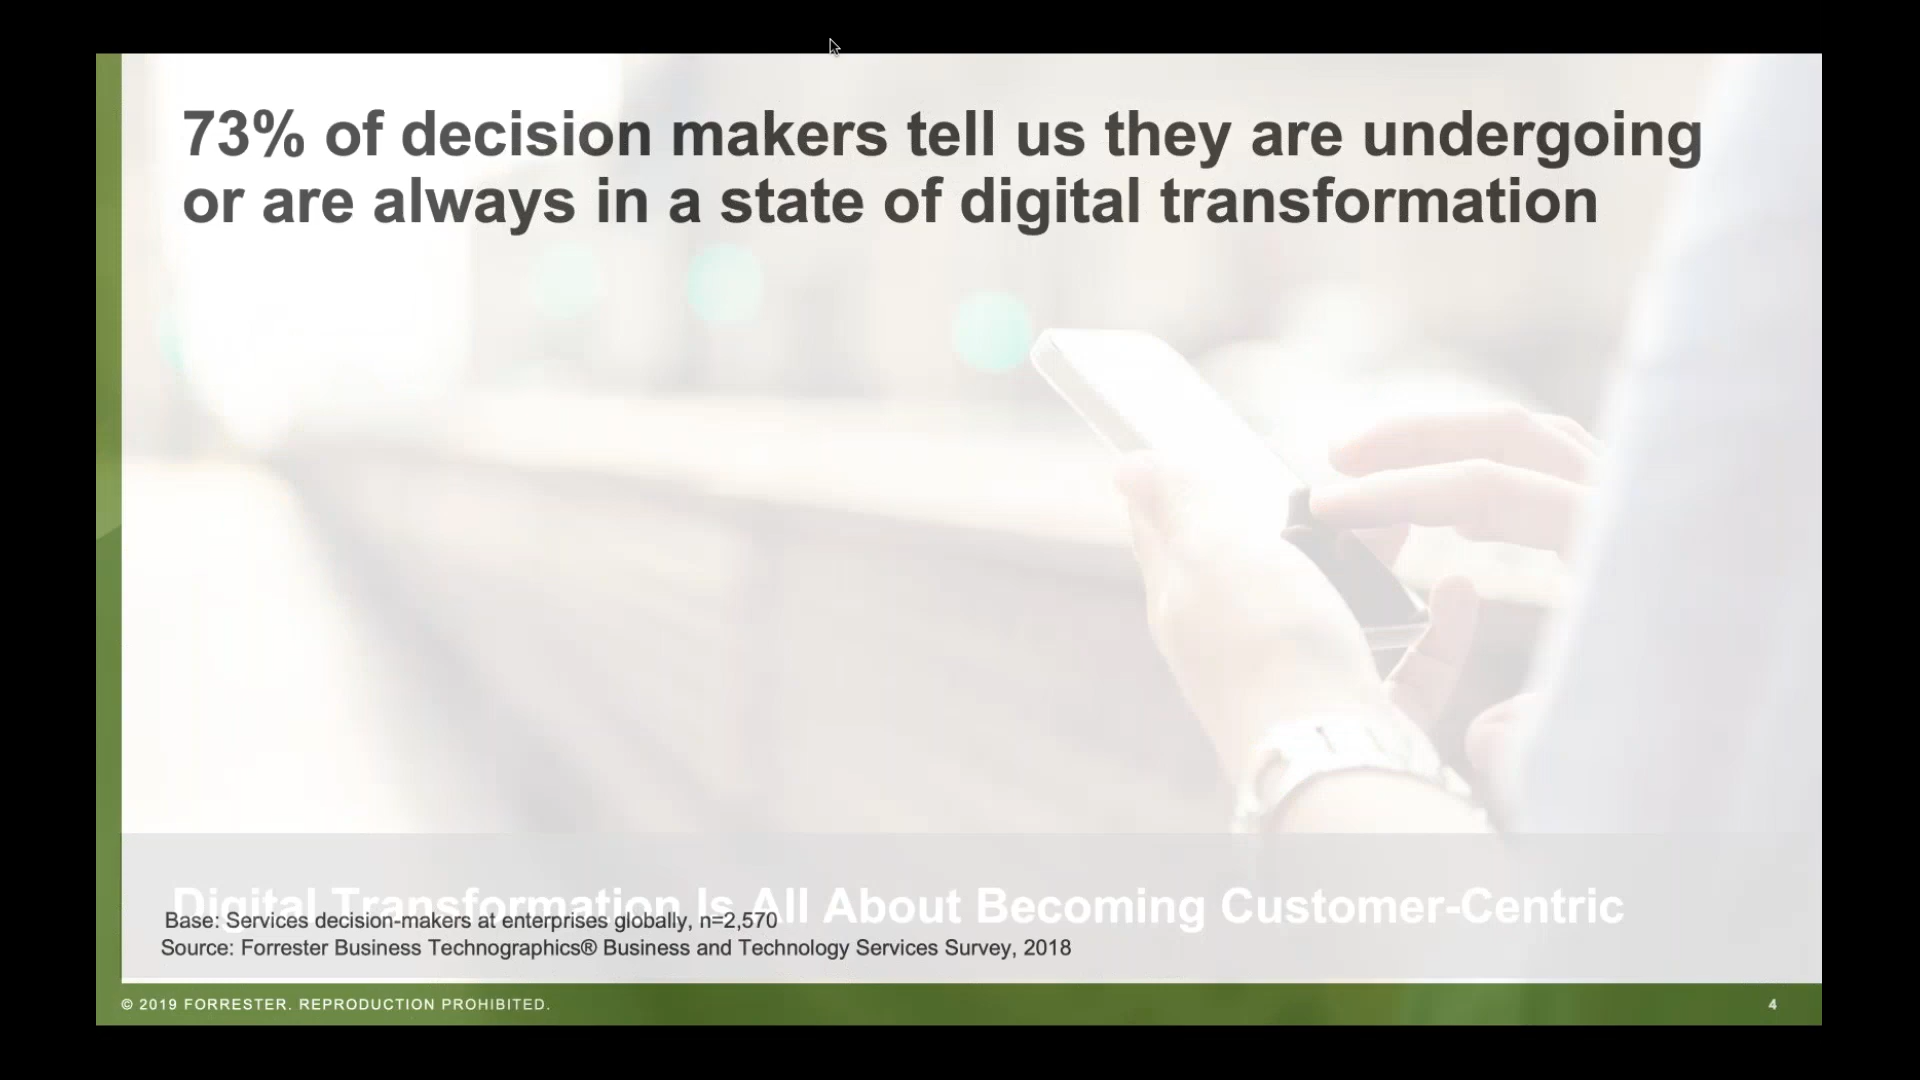 73% of decision makers tell us they are undergoing
or are always in a state of digital transformation
Digital Transformation Is All About Becoming Customer-Centric
Base: Services decision-makers at enterprises globally, n=2,570
Source: Forrester Business Technographics® Business and Technology Services Survey, 2018
© 2019 FORRESTER. REPRODUCTION PROHIBITED.
4